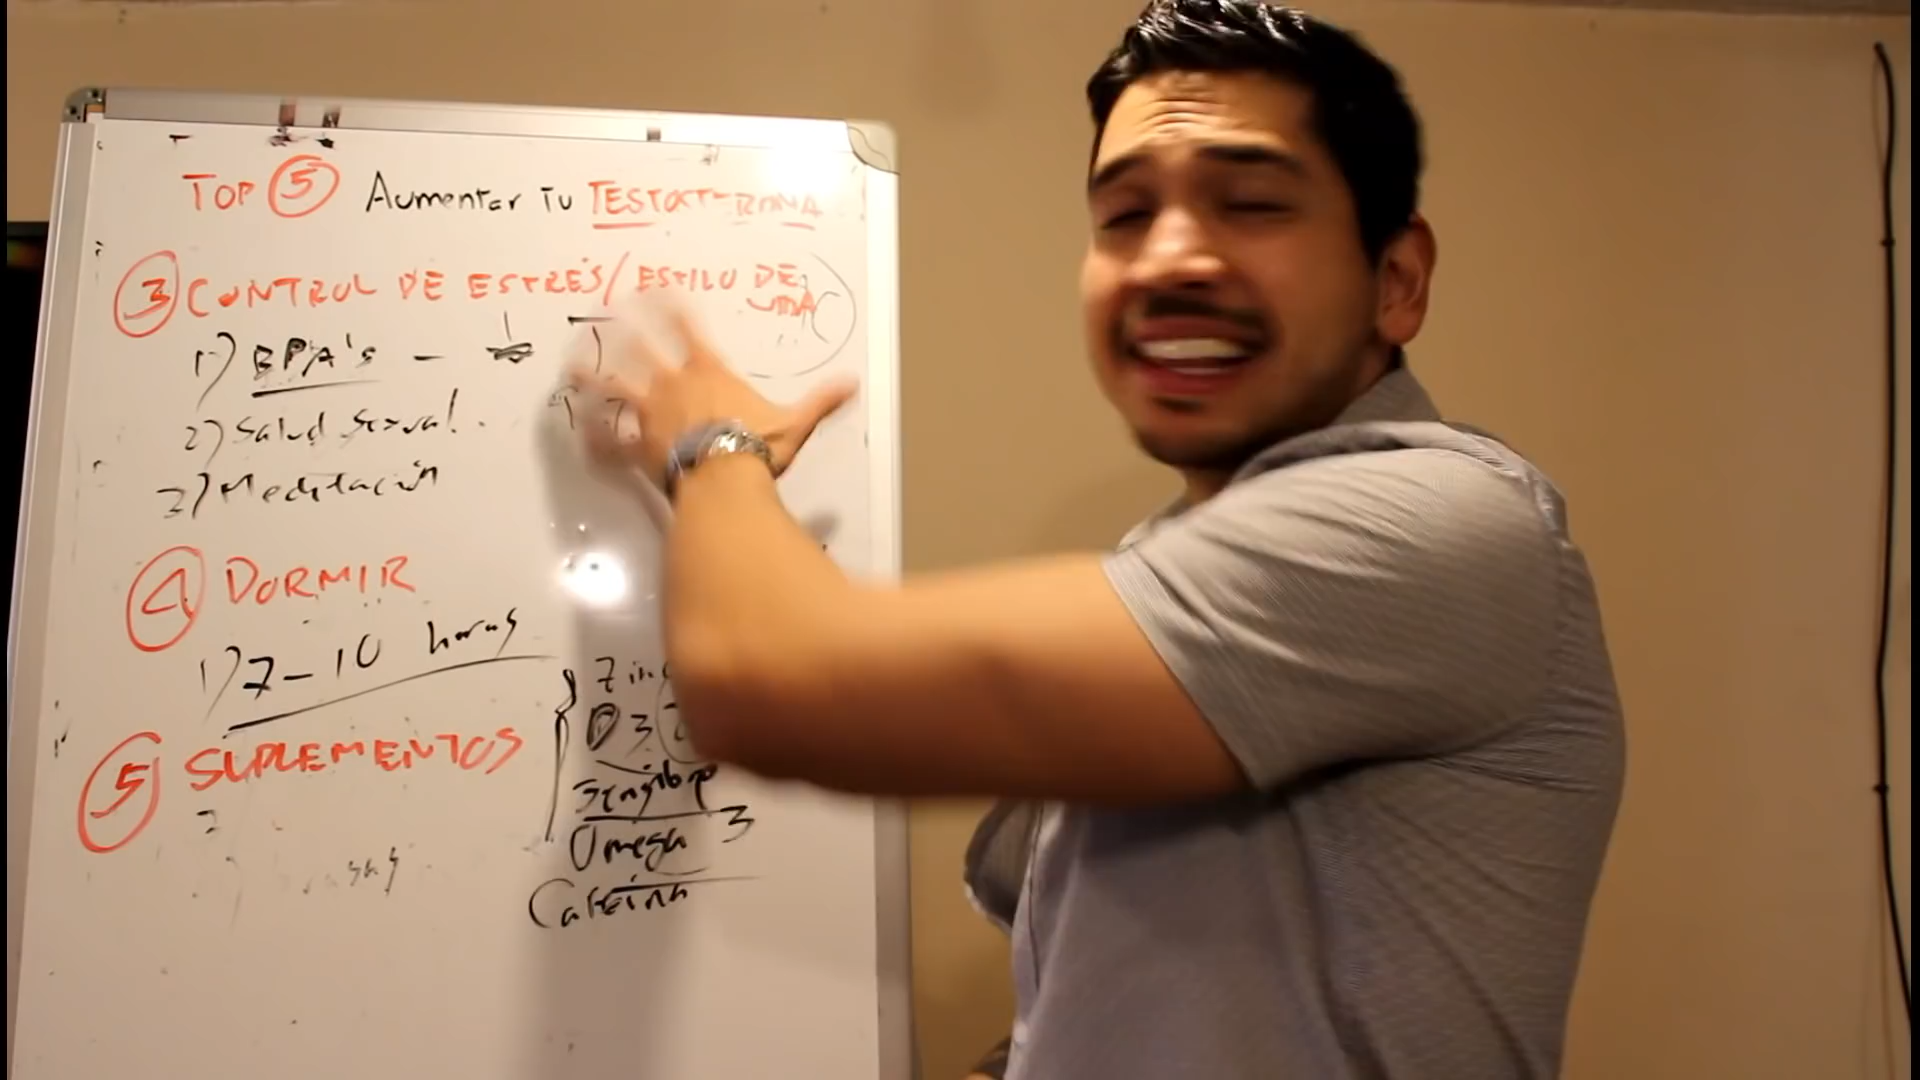 TOP 5 Aumentar Tu TESTOSTERONA
3 CONTROL DE ESTRÉS/ESTILO DE
VIDA
1) BPA's -
2) Salud Sexual.
3) Meditación
4 DORMIR
1) 7-10 horas
5 SUPLEMENTOS
Zinc
D3
Omega 3
Cafeina